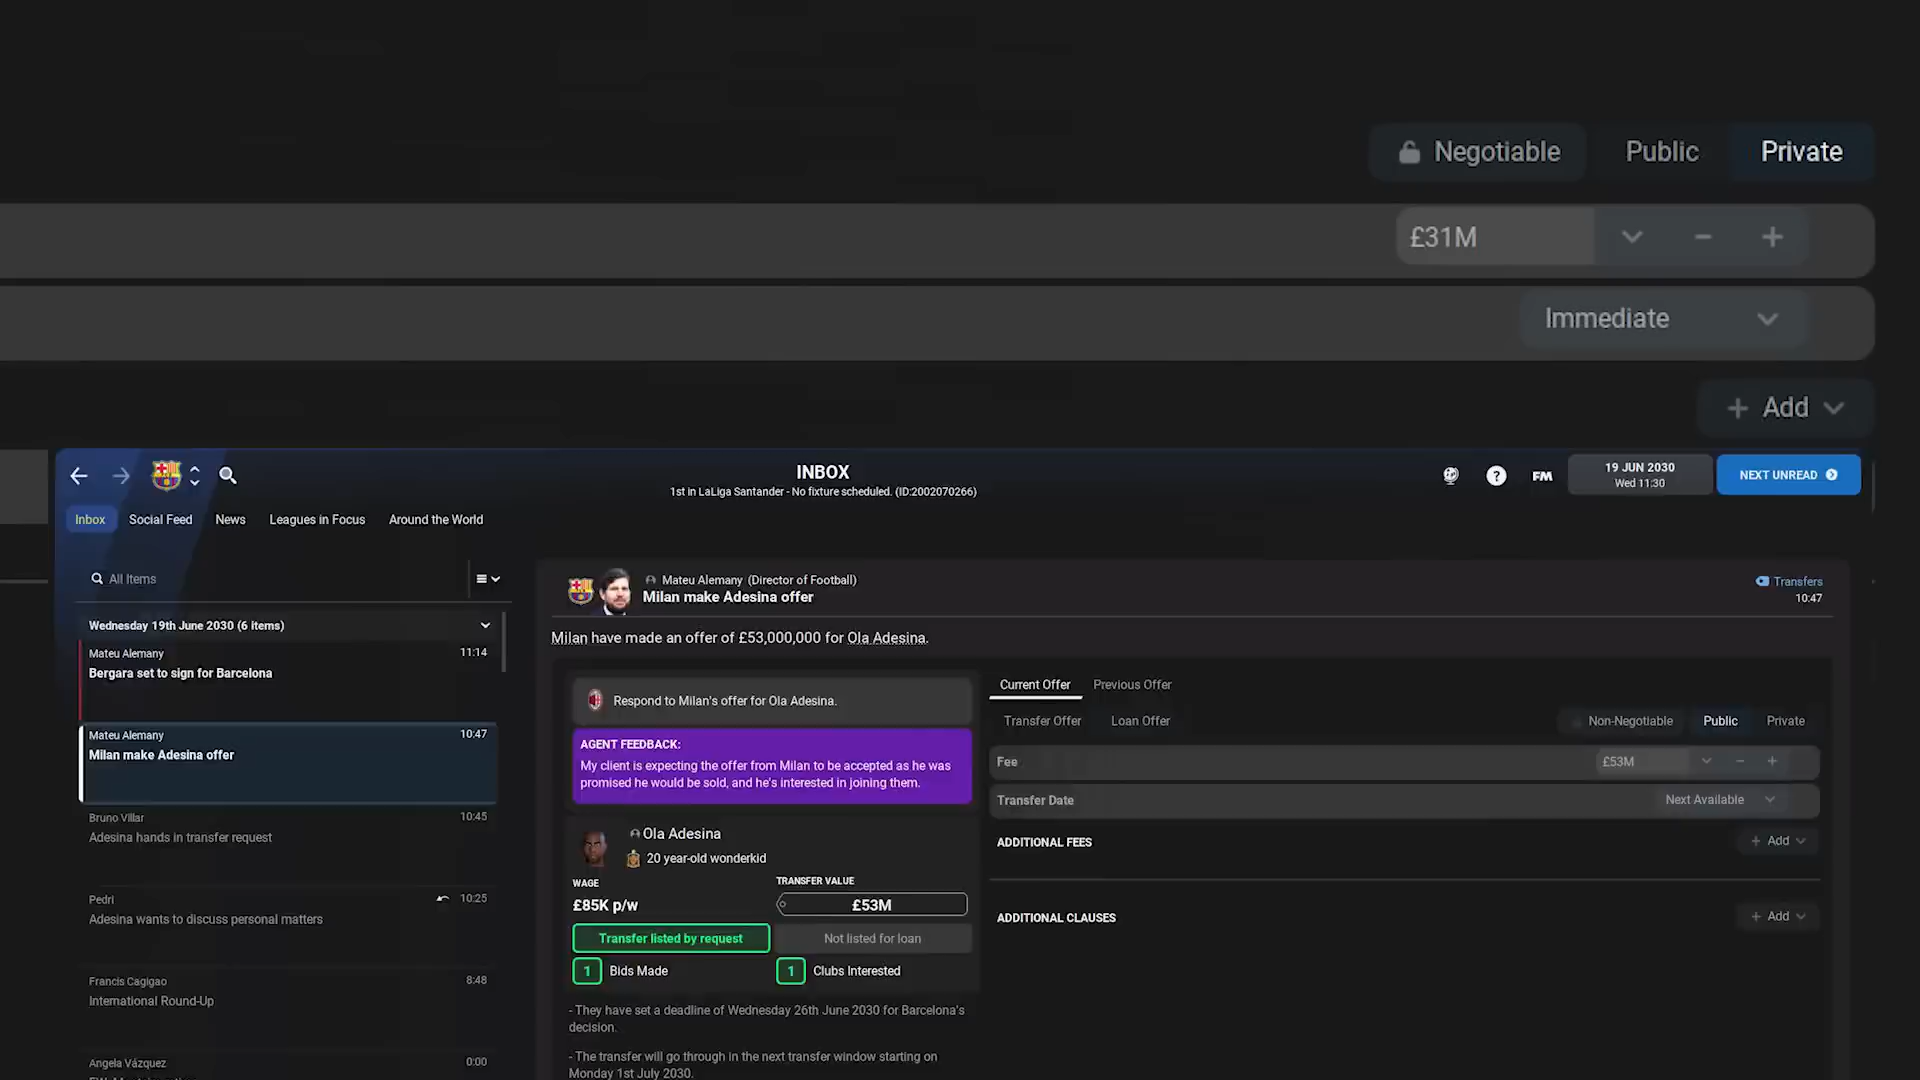 Negotiable Public Private
£31M
Immediate
Add
INBOX
1st in LaLiga Santander - No fixture scheduled. (ID:2002070266)
FM
19 JUN 2030
Wed 11:30
NEXT UNREAD
Inbox Social Feed News Leagues in Focus Around the World
All Items
Wednesday 19th June 2030 (6 Items)
Mateu Alemany 11:14
Bergara set to sign for Barcelona
Mateu Alemany 10:47
Milan make Adesina offer
Bruno Villar 10:45
Adesina hands in transfer request
Pedri 10:25
Adesina wants to discuss personal matters
Francis Cagigao 8:48
International Round-Up
Angela Vázquez 0:00
Mateu Alemany (Director of Football)
Milan make Adesina offer
Transfers
10:47
Milan have made an offer of £53,000,000 for Ola Adesina.
Respond to Milan's offer for Ola Adesina.
AGENT FEEDBACK:
My client is expecting the offer from Milan to be accepted as he was
promised he would be sold, and he's interested in joining them.
Ola Adesina
20 year-old wonderkid
WAGE TRANSFER VALUE
£85K p/w £53M
Transfer listed by request Not listed for loan
1 Bids Made 1 Clubs Interested
- They have set a deadline of Wednesday 26th June 2030 for Barcelona's
decision.
- The transfer will go through in the next transfer window starting on
Monday 1st July 2030.
Current Offer Previous Offer
Transfer Offer Loan Offer Non-Negotiable Public Private
Fee £53M
Transfer Date Next Available
ADDITIONAL FEES Add
ADDITIONAL CLAUSES Add